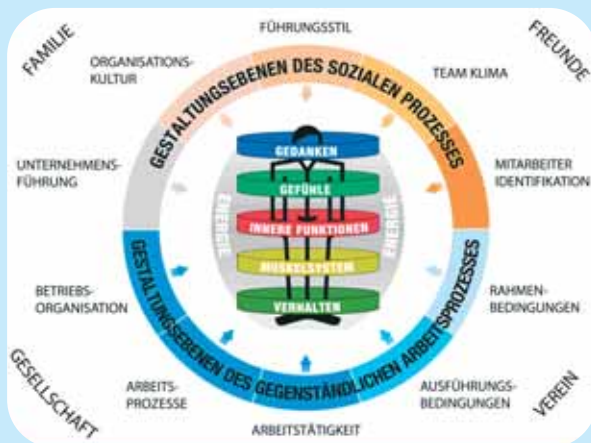 FÜHRUNGSSTIL
FAMILIE
FREUNDE
ORGANISATIONS-
KULTUR
TEAM KLIMA
GESTALTUNGSEBENEN DES SOZIALEN PROZESSES
UNTERNEHMENS-
FÜHRUNG
MITARBEITER
IDENTIFIKATION
GEDANKEN
GEFÜHLE
INNERE FUNKTIONEN
MUSKELSYSTEM
VERHALTEN
ENERGIE
ENERGIE
BETRIEBS-
ORGANISATION
RAHMEN-
BEDINGUNGEN
GESTALTUNGSEBENEN DES GEGENSTÄNDLICHEN ARBEITSPROZESSES
GESELLSCHAFT
ARBEITS-
PROZESSE
AUSFÜHRUNGS-
BEDINGUNGEN
VEREIN
ARBEITSTÄTIGKEIT